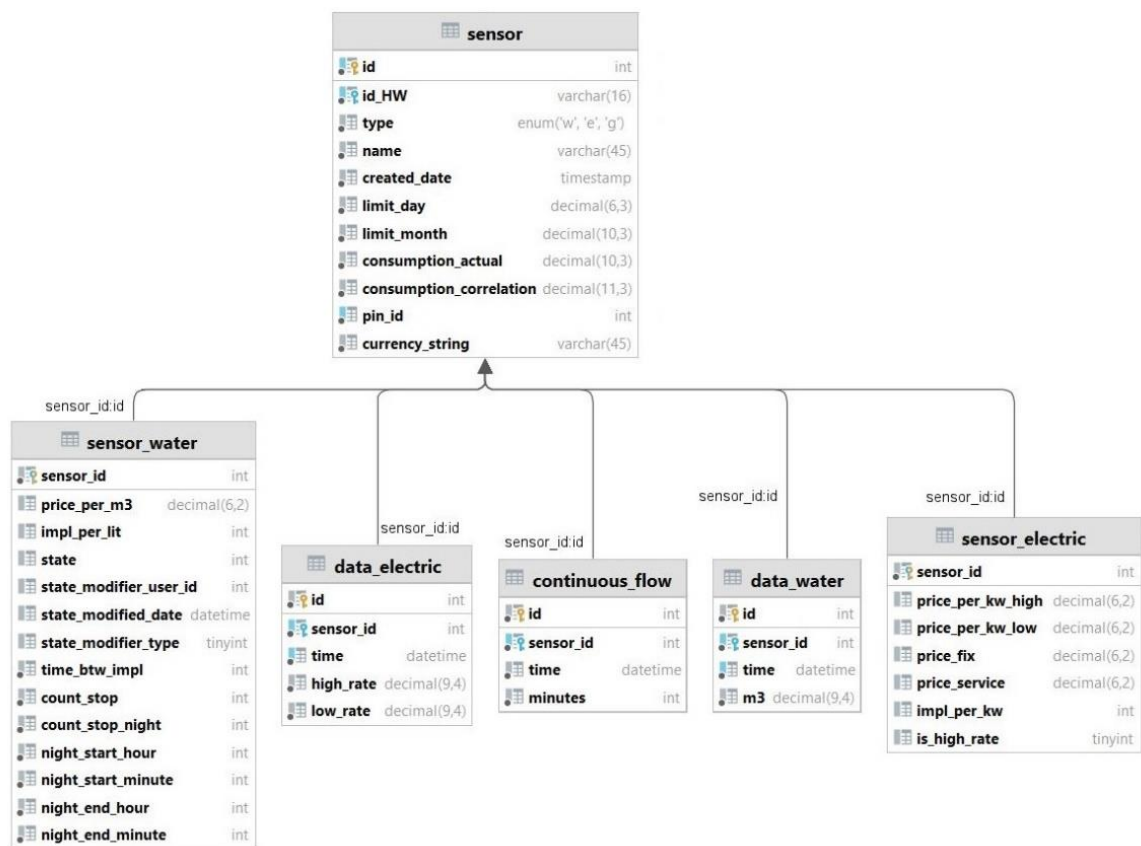 sensor
id int
id_HW varchar(16)
type enum('w', 'e', 'g')
name varchar(45)
created_date timestamp
limit_day decimal(6,3)
limit_month decimal(10,3)
consumption_actual decimal(10,3)
consumption_correlation decimal(11,3)
pin_id int
currency_string varchar(45)
sensor_id:id
sensor_water
sensor_id int
price_per_m3 decimal(6,2)
impl_per_lit int
state int
state_modifier_user_id int
state_modified_date datetime
state_modifier_type tinyint
time_btw_impl int
count_stop int
count_stop_night int
night_start_hour int
night_start_minute int
night_end_hour int
night_end_minute int
sensor_id:id
data_electric
id int
sensor_id int
time datetime
high_rate decimal(9,4)
low_rate decimal(9,4)
sensor_id:id
continuous_flow
id int
sensor_id int
time datetime
minutes int
sensor_id:id
data_water
id int
sensor_id int
time datetime
m3 decimal(9,4)
sensor_id:id
sensor_electric
sensor_id int
price_per_kw_high decimal(6,2)
price_per_kw_low decimal(6,2)
price_fix decimal(6,2)
price_service decimal(6,2)
impl_per_kw int
is_high_rate tinyint